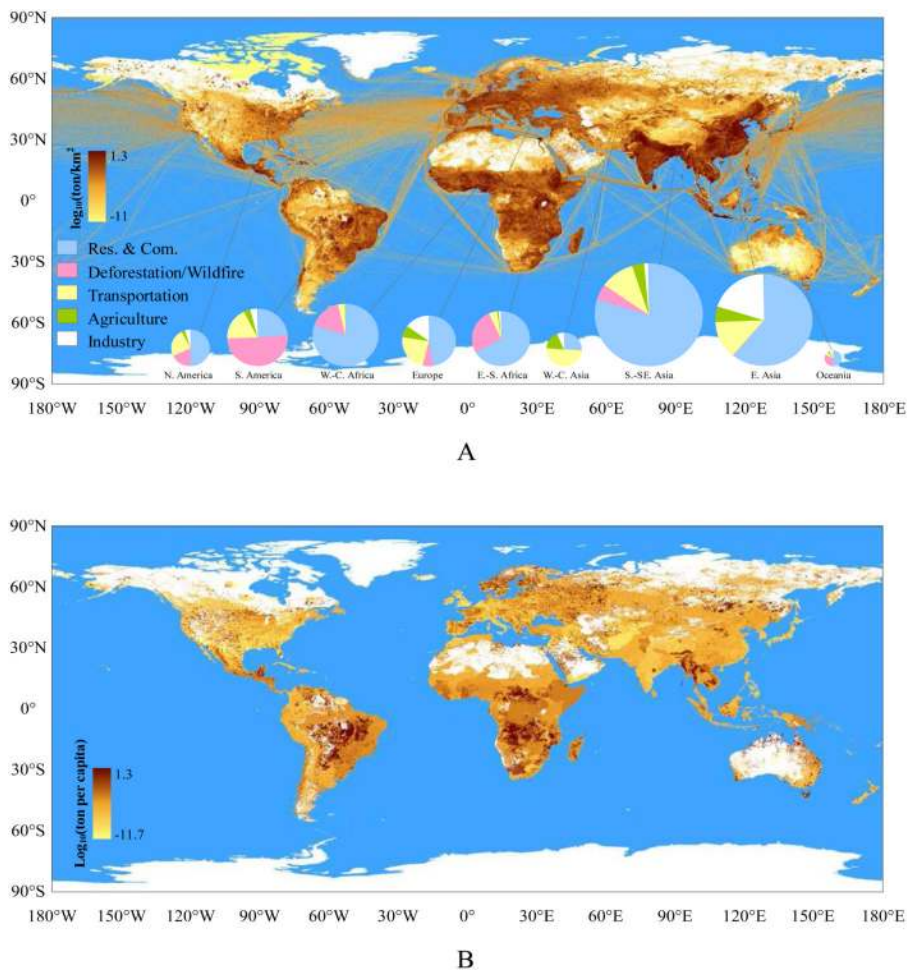 90°N
60°N
30°N
0°
30°S
60°S
90°S
1.3
-11
log₁₀(ton/km²
Res. & Com.
Deforestation/Wildfire
Transportation
Agriculture
Industry
N. America
S. America
W.-C. Africa
Europe
E.-S. Africa
W.-C. Asia
S.-SE. Asia
E. Asia
Oceania
180°W 150°W 120°W 90°W 60°W 30°W 0° 30°E 60°E 90°E 120°E 150°E 180°E
A
90°N
60°N
30°N
0°
30°S
60°S
90°S
Log₁₀(ton per capita)
1.3
-11.7
180°W 150°W 120°W 90°W 60°W 30°W 0° 30°E 60°E 90°E 120°E 150°E 180°E
B